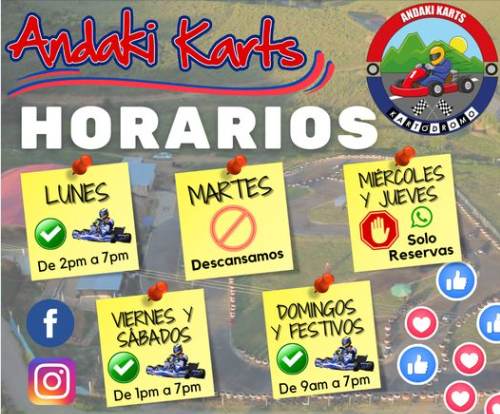 Andaki Karts
ANDAKI KARTS
KARTODROMO
HORARIOS
LUNES
De 2pm a 7pm
MARTES
Descansamos
MIÉRCOLES
Y JUEVES
Solo
Reservas
VIERNES Y
SÁBADOS
De 1pm a 7pm
DOMINGOS
Y FESTIVOS
De 9am a 7pm